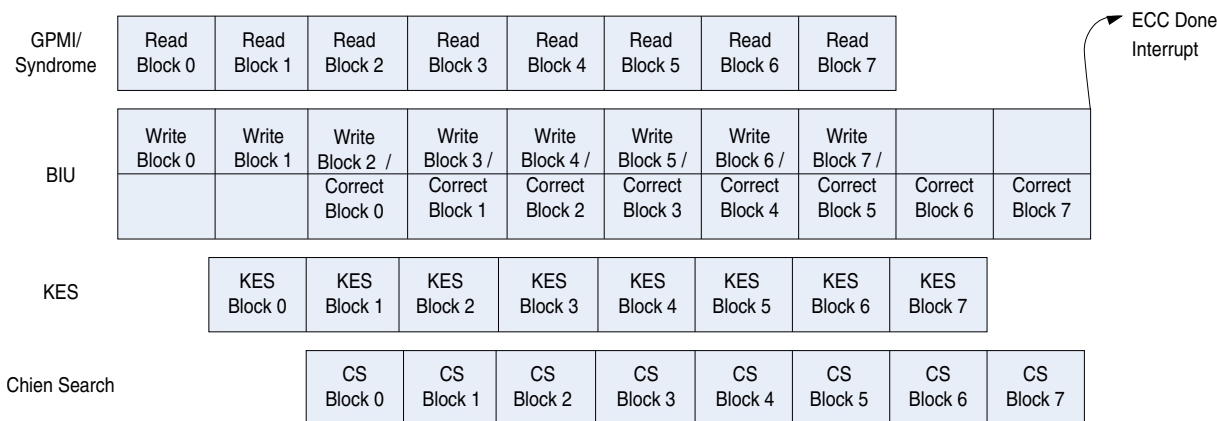 GPMI/
Syndrome
Read
Block 0
Read
Block 1
Read
Block 2
Read
Block 3
Read
Block 4
Read
Block 5
Read
Block 6
Read
Block 7
ECC Done
Interrupt
BIU
Write
Block 0
Write
Block 1
Write
Block 2 /
Write
Block 3 /
Write
Block 4 /
Write
Block 5 /
Write
Block 6 /
Write
Block 7 /
Correct
Block 0
Correct
Block 1
Correct
Block 2
Correct
Block 3
Correct
Block 4
Correct
Block 5
Correct
Block 6
Correct
Block 7
KES
KES
Block 0
KES
Block 1
KES
Block 2
KES
Block 3
KES
Block 4
KES
Block 5
KES
Block 6
KES
Block 7
Chien Search
CS
Block 0
CS
Block 1
CS
Block 2
CS
Block 3
CS
Block 4
CS
Block 5
CS
Block 6
CS
Block 7